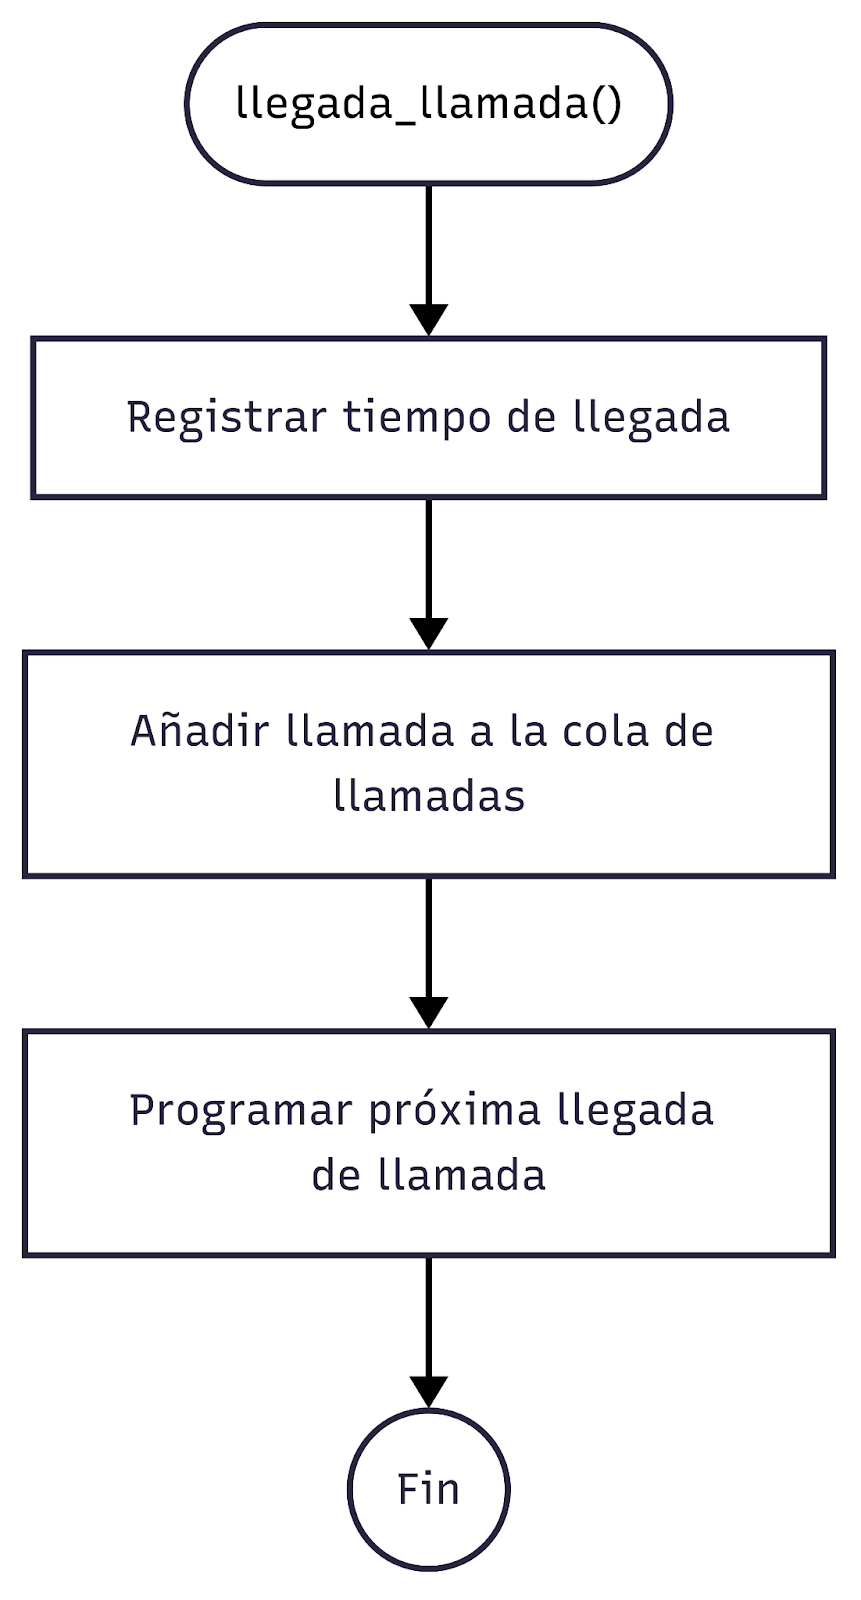 llegada_llamada()
Registrar tiempo de llegada
Añadir llamada a la cola de
llamadas
Programar próxima llegada
de llamada
Fin